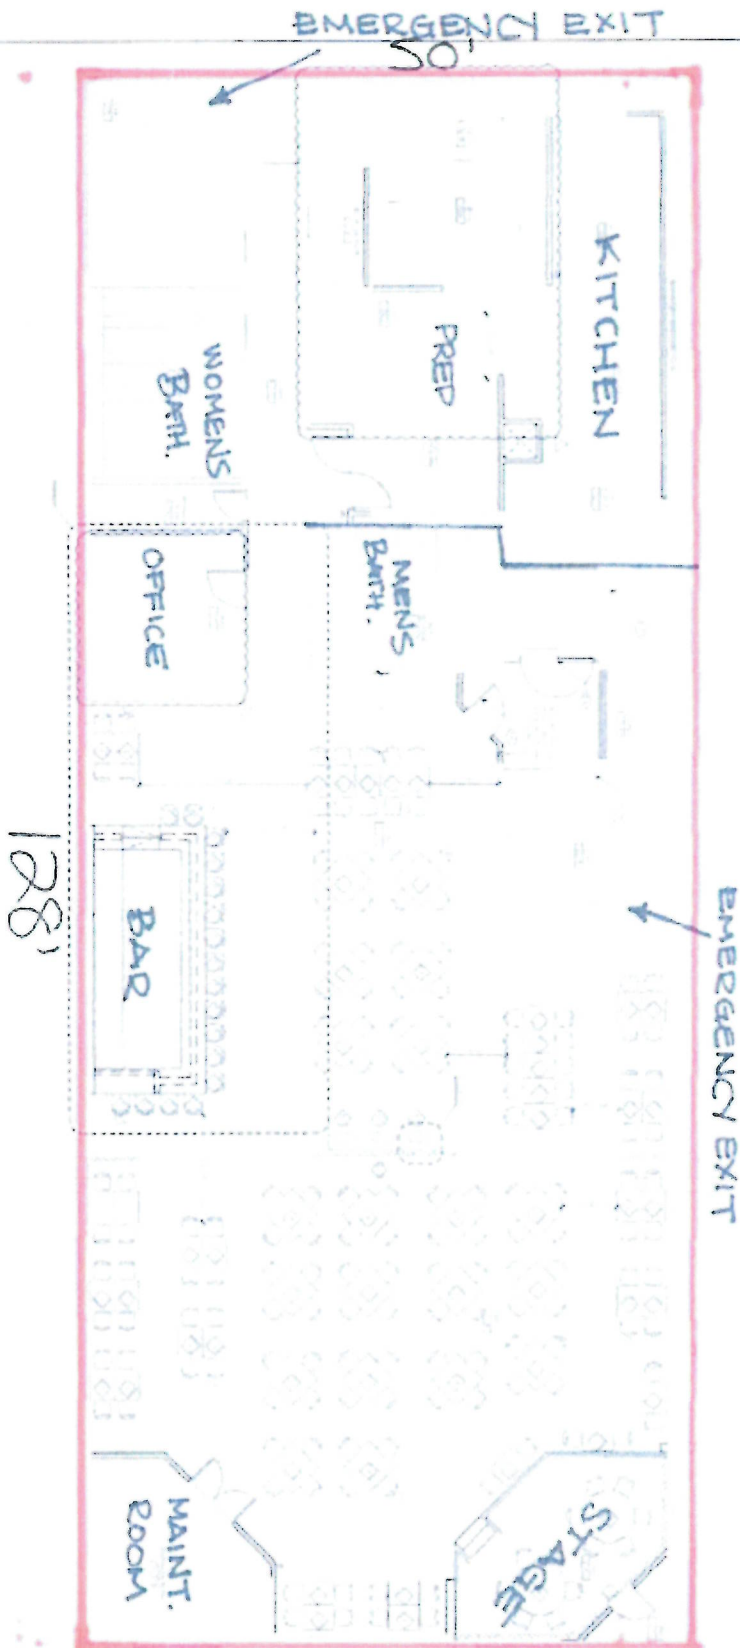 EMERGENCY EXIT
50'
KITCHEN
PREP
WOMENS
BATH.
MENS
BATH.
OFFICE
128'
BAR
EMERGENCY EXIT
MAINT.
ROOM
STAGE